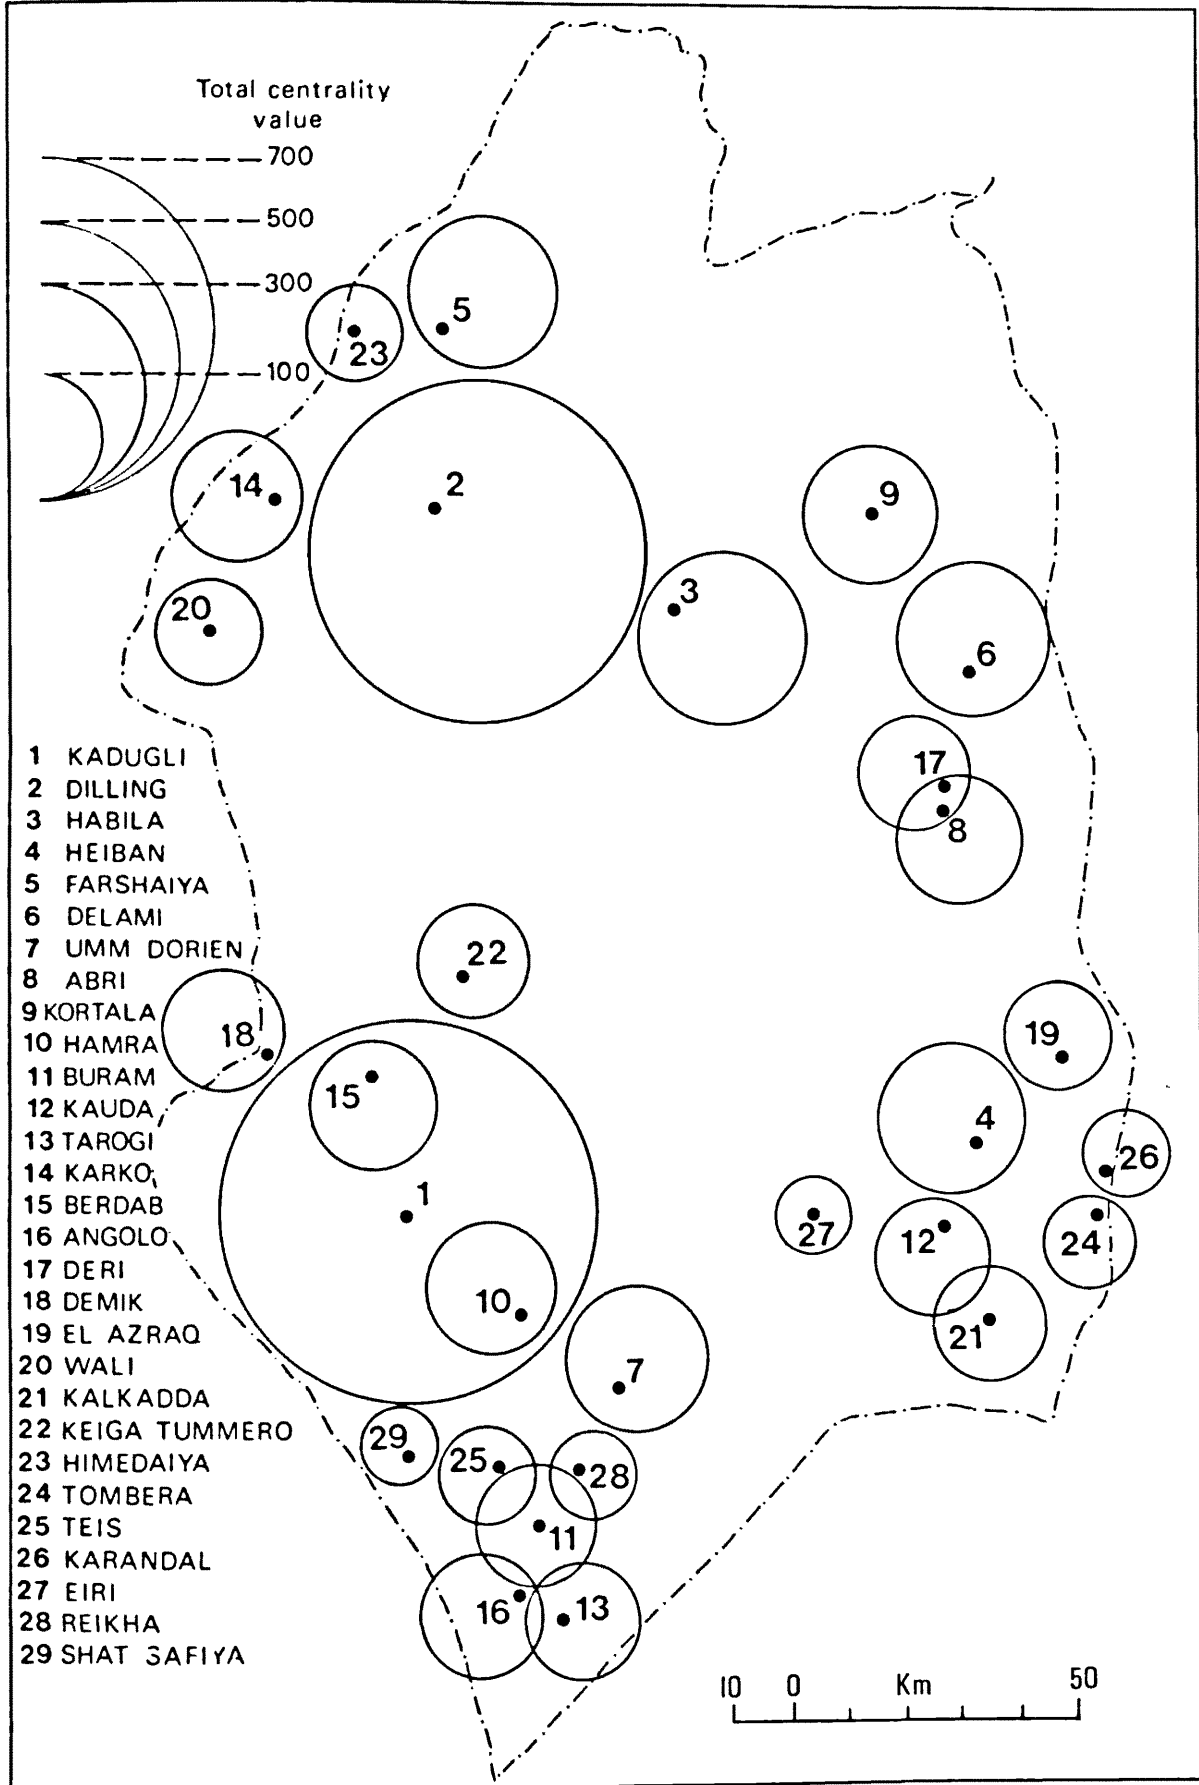 Total centrality
value
700
500
300
100
5
23
14
2
9
3
20
6
17
8
22
18
19
15
4
26
1
27
12
24
10
21
7
29
25
28
11
16
13
1 KADUGLI
2 DILLING
3 HABILA
4 HEIBAN
5 FARSHAIYA
6 DELAMI
7 UMM DORIEN
8 ABRI
9 KORTALA
10 HAMRA
11 BURAM
12 KAUDA
13 TAROGI
14 KARKO
15 BERDAB
16 ANGOLO
17 DERI
18 DEMIK
19 EL AZRAQ
20 WALI
21 KALKADDA
22 KEIGA TUMMERO
23 HIMEDAIYA
24 TOMBERA
25 TEIS
26 KARANDAL
27 EIRI
28 REIKHA
29 SHAT SAFIYA
10 0 Km 50